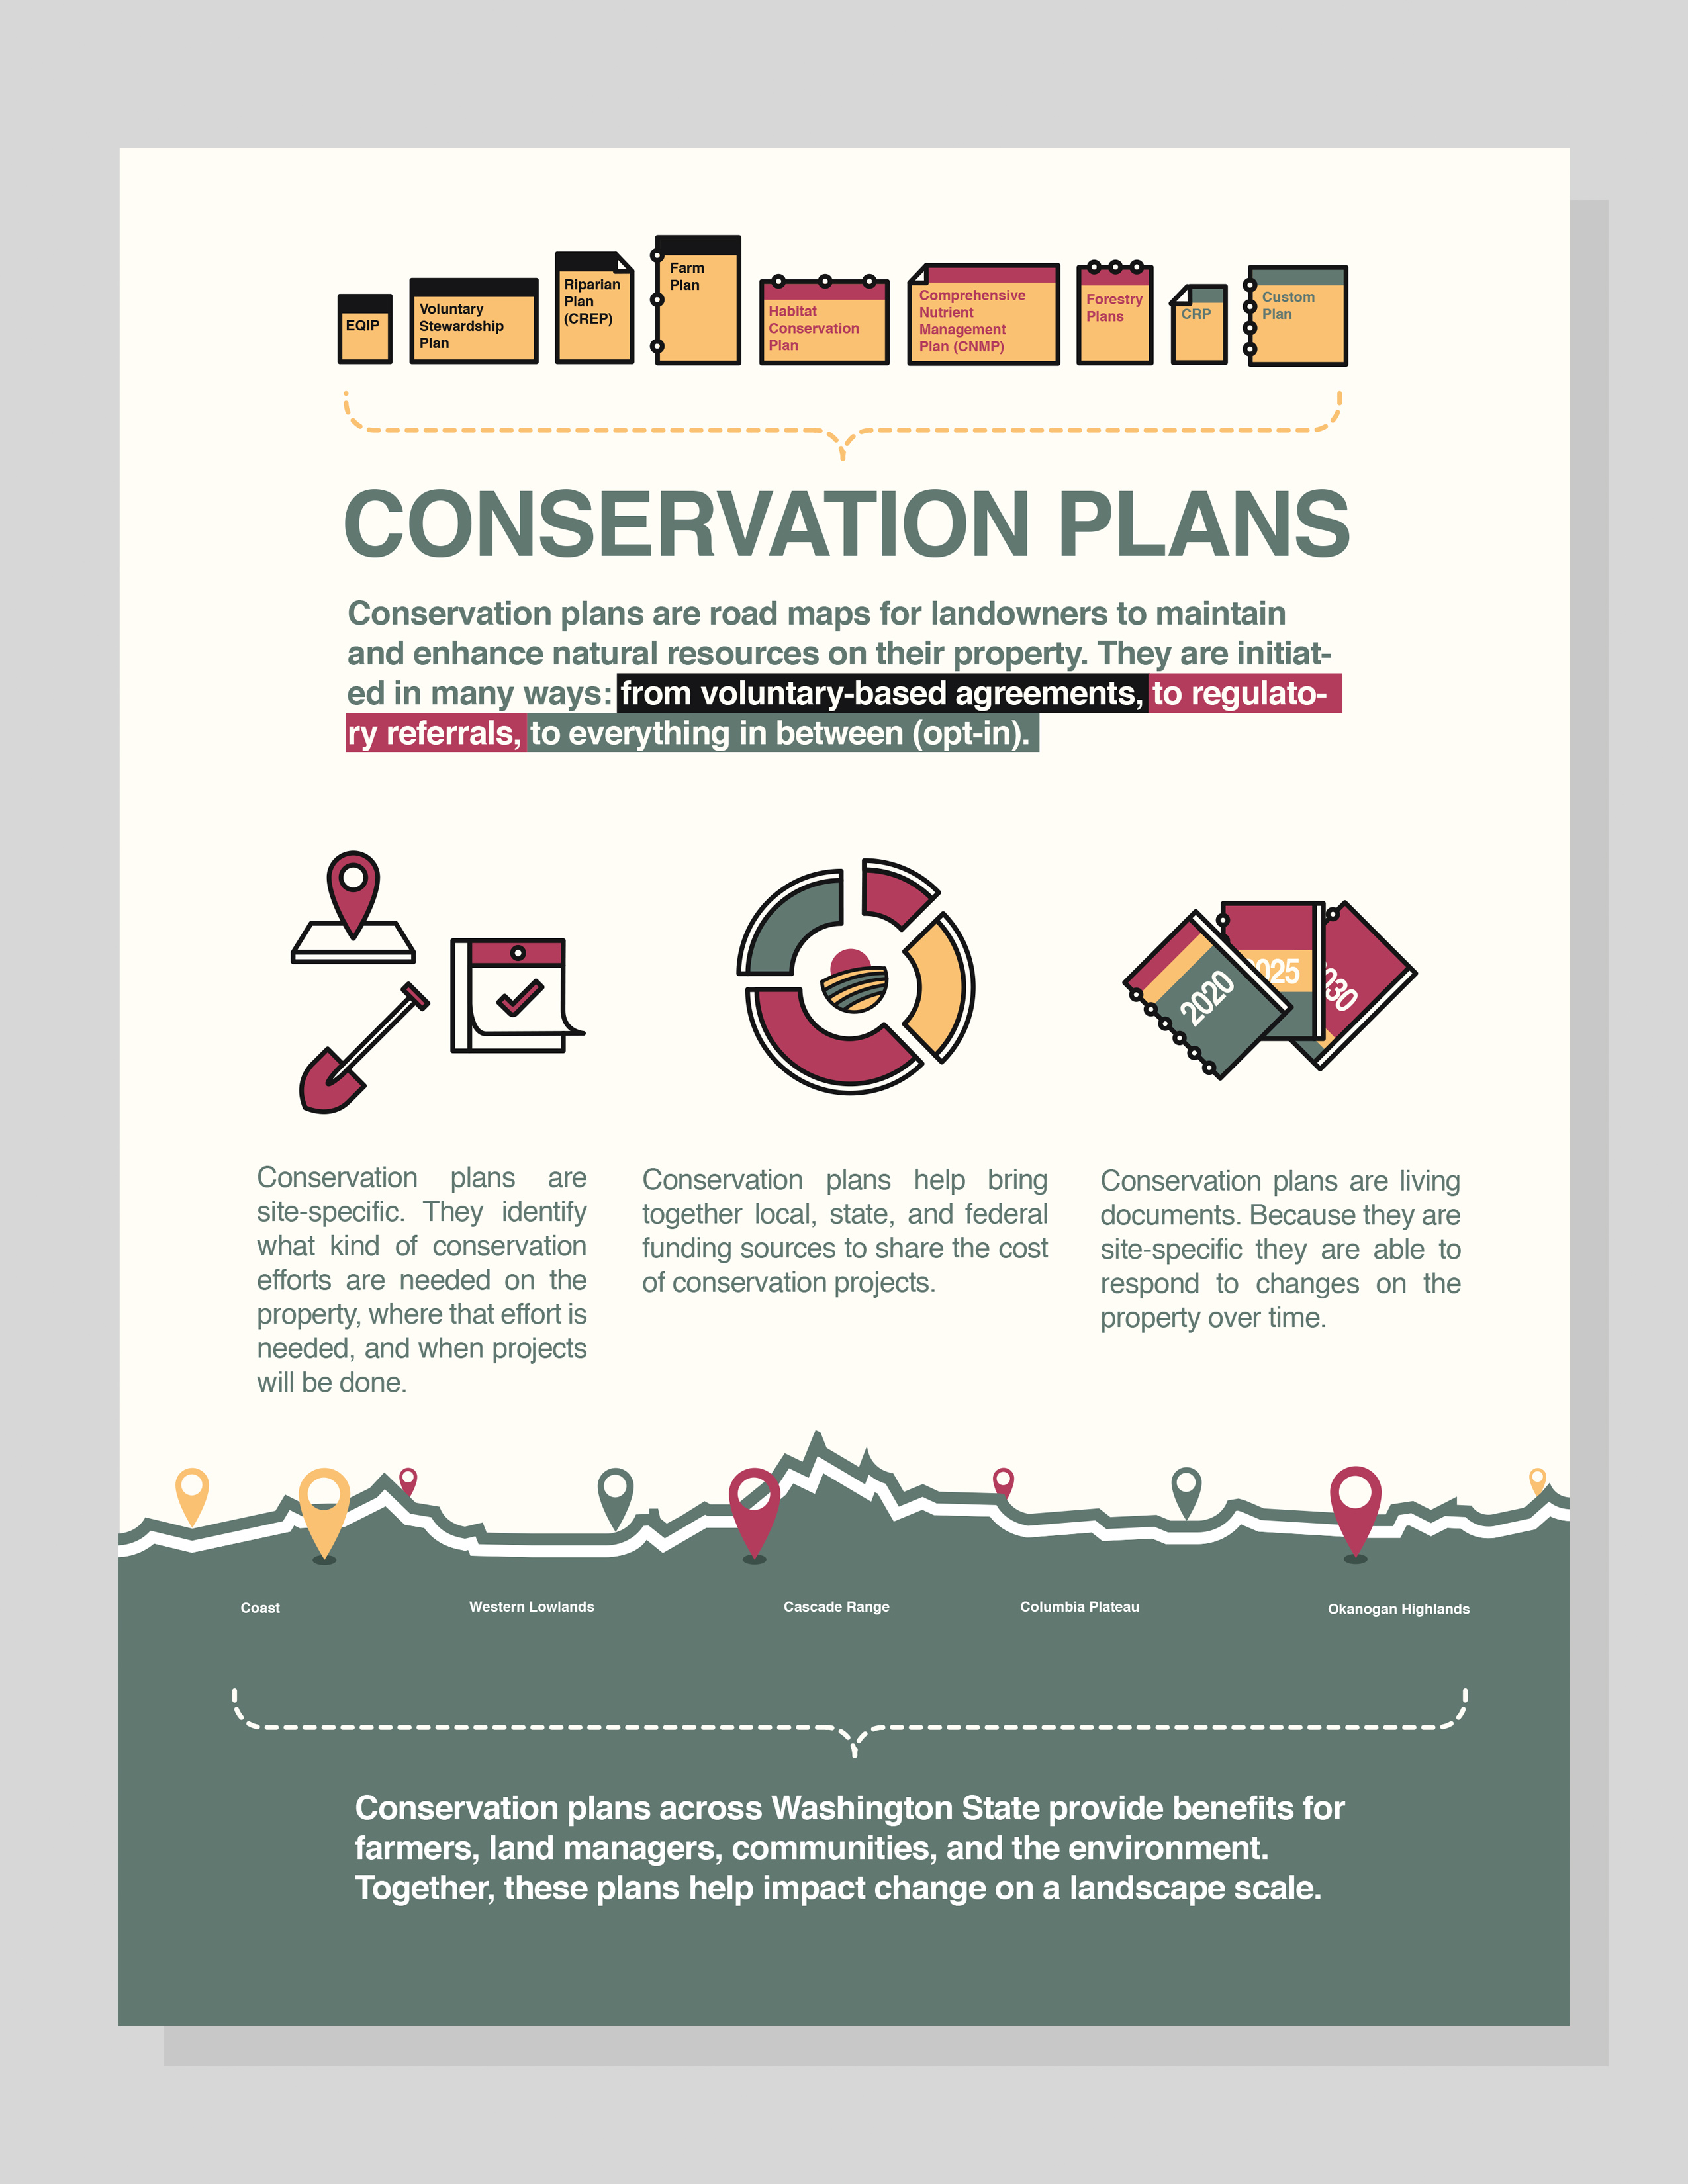 EQIP
Voluntary
Stewardship
Plan
Riparian
Plan
(CREP)
Farm
Plan
Habitat
Conservation
Plan
Comprehensive
Nutrient
Management
Plan (CNMP)
Forestry
Plans
CRP
Custom
Plan
CONSERVATION PLANS
Conservation plans are road maps for landowners to maintain
and enhance natural resources on their property. They are initiat-
ed in many ways: from voluntary-based agreements, to regulato-
ry referrals, to everything in between (opt-in).
2020
025
030
Conservation plans are
site-specific. They identify
what kind of conservation
efforts are needed on the
property, where that effort is
needed, and when projects
will be done.
Conservation plans help bring
together local, state, and federal
funding sources to share the cost
of conservation projects.
Conservation plans are living
documents. Because they are
site-specific they are able to
respond to changes on the
property over time.
Coast
Western Lowlands
Cascade Range
Columbia Plateau
Okanogan Highlands
Conservation plans across Washington State provide benefits for
farmers, land managers, communities, and the environment.
Together, these plans help impact change on a landscape scale.